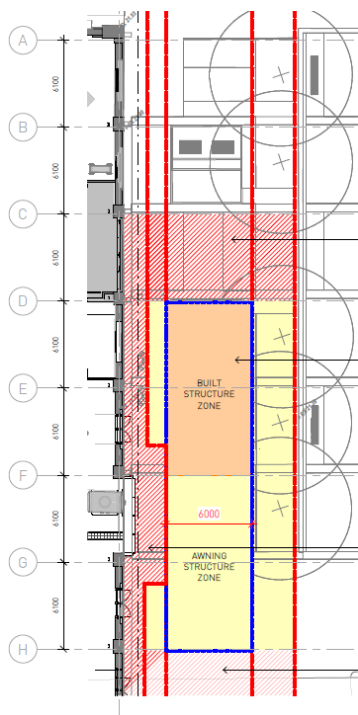 A
6100
B
6100
C
6100
D
6100
E
BUILT
STRUCTURE
ZONE
6100
F
6000
6100
G
AWNING
STRUCTURE
ZONE
6100
H